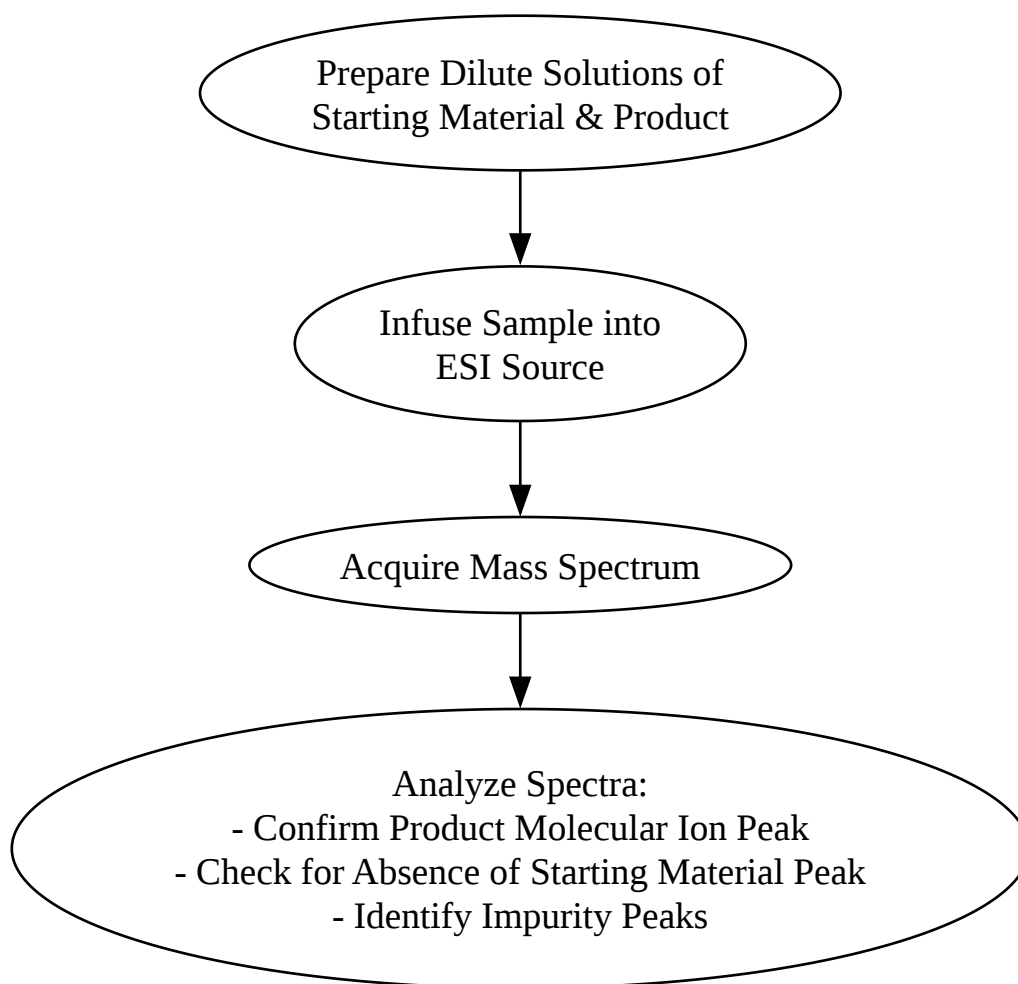 Prepare Dilute Solutions of
Starting Material & Product
Infuse Sample into
ESI Source
Acquire Mass Spectrum
Analyze Spectra:
- Confirm Product Molecular Ion Peak
- Check for Absence of Starting Material Peak
- Identify Impurity Peaks